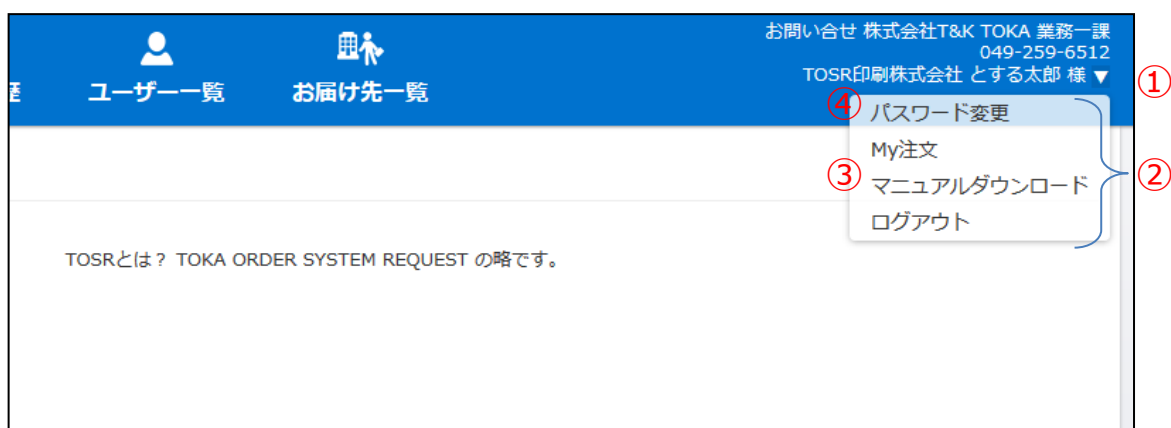 お問い合せ 株式会社T&K TOKA 業務一課
049-259-6512
TOSR印刷株式会社 とする太郎 様 ▼ ①
歴 ユーザー一覧 お届け先一覧
④ パスワード変更
My注文
③ マニュアルダウンロード ②
ログアウト
TOSRとは？ TOKA ORDER SYSTEM REQUEST の略です。